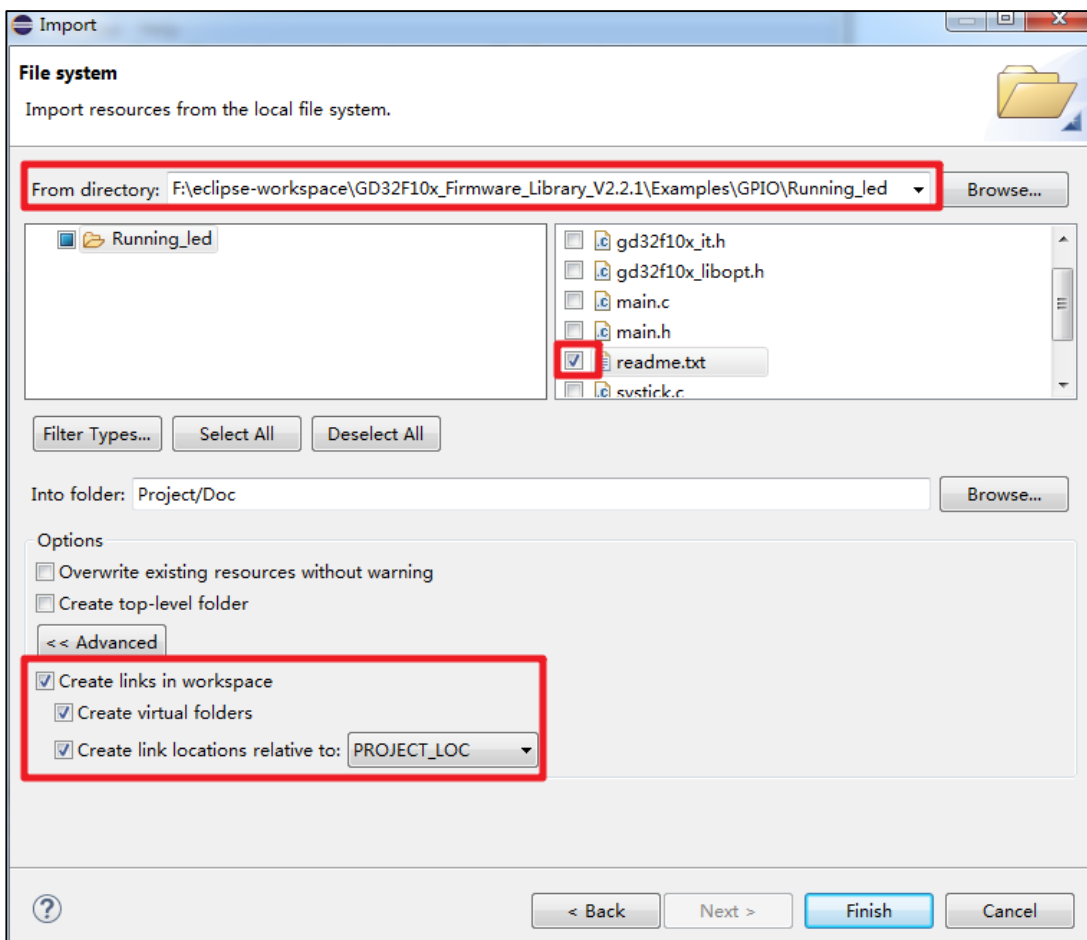 Import
File system
Import resources from the local file system.
From directory: F:\eclipse-workspace\GD32F10x_Firmware_Library_V2.2.1\Examples\GPIO\Running_led Browse...
Running_led
gd32f10x_it.h
gd32f10x_libopt.h
main.c
main.h
readme.txt
systick.c
Filter Types... Select All Deselect All
Into folder: Project/Doc Browse...
Options
Overwrite existing resources without warning
Create top-level folder
<< Advanced
Create links in workspace
Create virtual folders
Create link locations relative to: PROJECT_LOC
? < Back Next > Finish Cancel